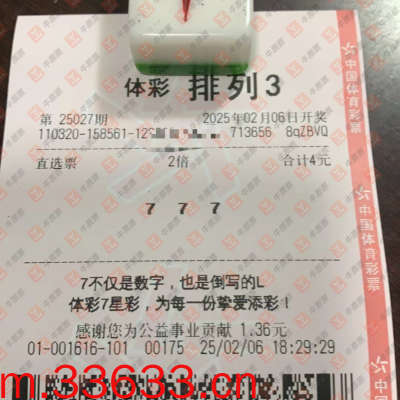 体彩 排列3
第 25027期 2025年02月06日开奖
110320-158561-12 713656 8qZBVQ
直选票 2倍 合计4元
7 7 7
7不仅是数字，也是倒写的L
体彩7星彩，为每一份挚爱添彩！
感谢您为公益事业贡献 1.36元
01-001616-101 00175 25/02/06 18:29:29
m.33633.com
中国体育彩票
中国体育彩票